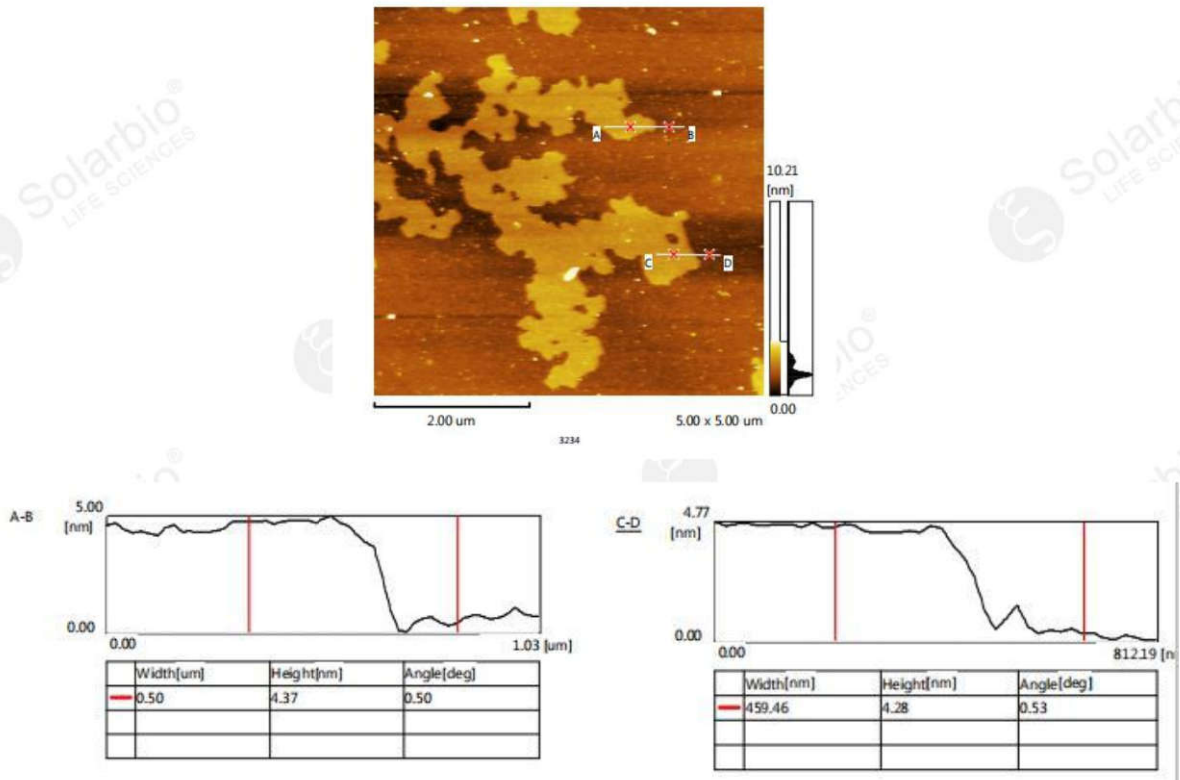 Solarbio®
LIFE SCIENCES
Solarbio
LIFE SCIENCES
A B
C D
10.21
[nm]
0.00
2.00 um 5.00 x 5.00 um
3234
A-B
5.00
[nm]
0.00
0.00 1.03 [um]
Width[um] Height[nm] Angle[deg]
0.50 4.37 0.50
C-D
4.77
[nm]
0.00
0.00 812.19 [n
Width[nm] Height[nm] Angle[deg]
459.46 4.28 0.53